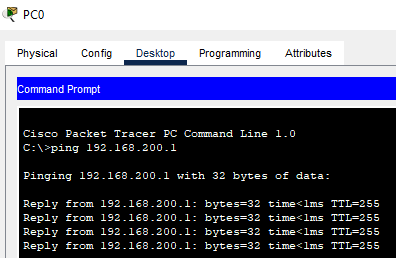 PC0
Physical Config Desktop Programming Attributes
Command Prompt
Cisco Packet Tracer PC Command Line 1.0
C:\>ping 192.168.200.1
Pinging 192.168.200.1 with 32 bytes of data:
Reply from 192.168.200.1: bytes=32 time<1ms TTL=255
Reply from 192.168.200.1: bytes=32 time<1ms TTL=255
Reply from 192.168.200.1: bytes=32 time<1ms TTL=255
Reply from 192.168.200.1: bytes=32 time<1ms TTL=255